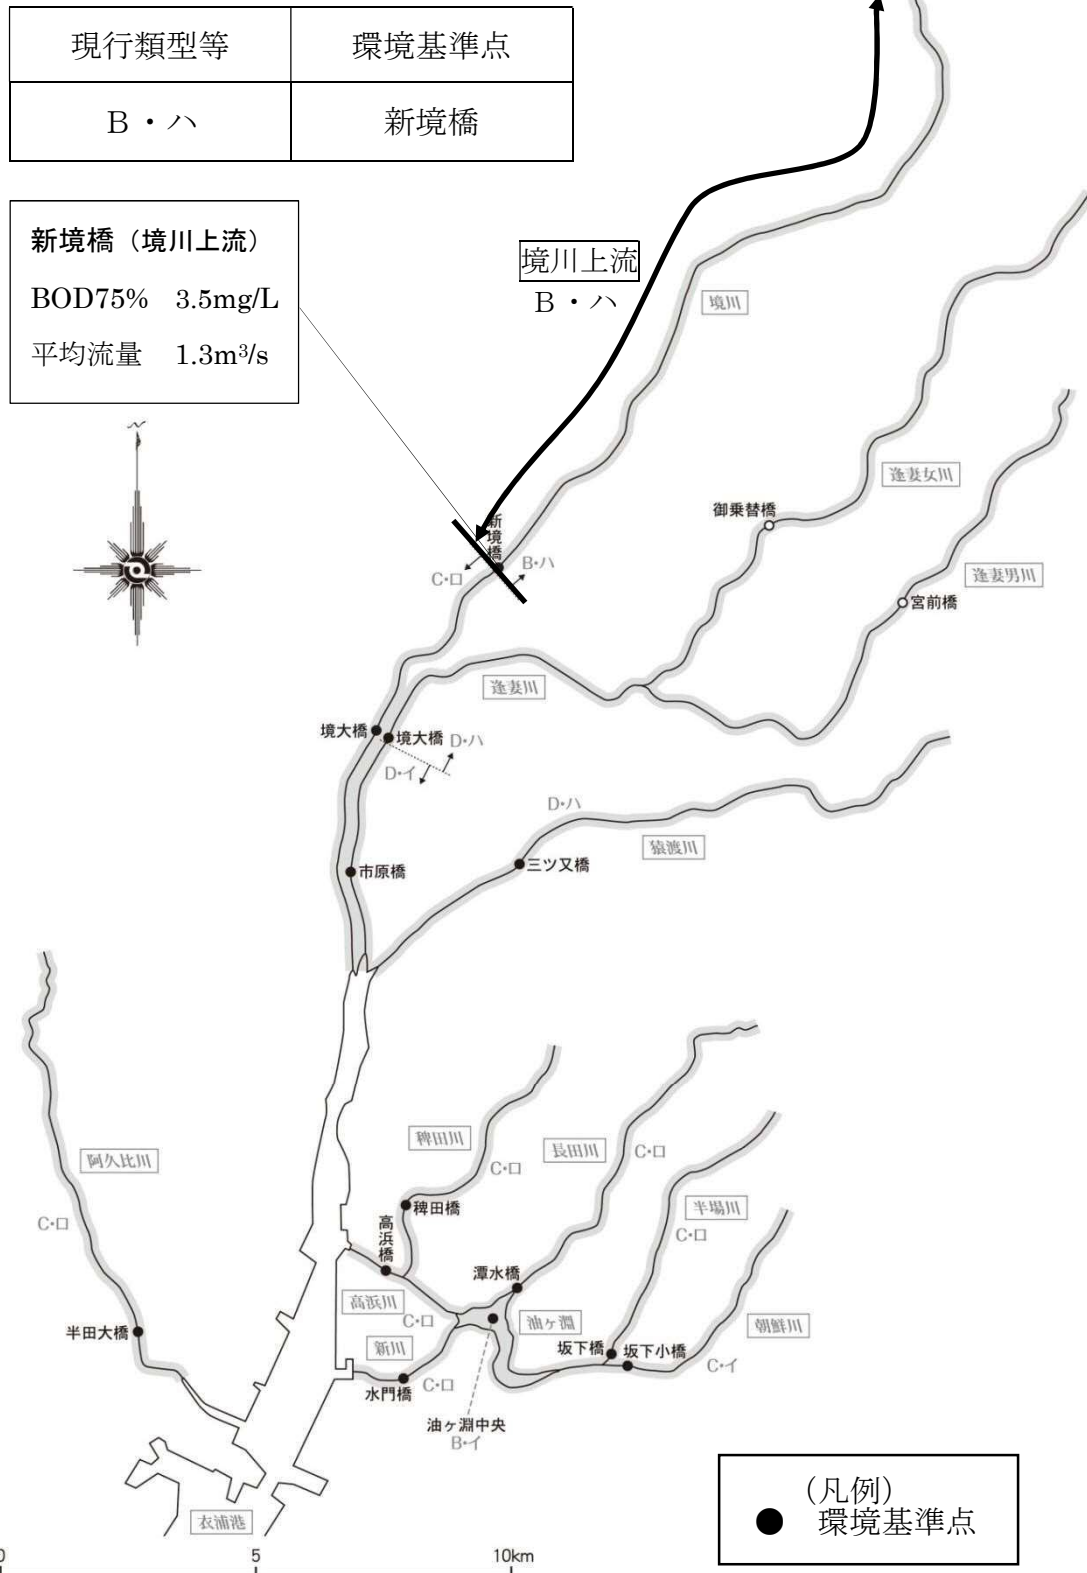 現行類型等 環境基準点
B・ハ 新境橋
新境橋（境川上流）
BOD75% 3.5mg/L
平均流量 1.3m³/s
境川上流
B・ハ
境川
N
新境橋
C・ロ
B・ハ
御乗替橋
逢妻女川
逢妻男川
宮前橋
逢妻川
境大橋
境大橋
D・ハ
D・イ
D・ハ
猿渡川
市原橋
三ツ又橋
阿久比川
C・ロ
半田大橋
稗田川
C・ロ
稗田橋
長田川
C・ロ
半場川
C・ロ
高浜橋
潭水橋
高浜川
C・ロ
油ヶ淵
朝鮮川
新川
坂下橋
坂下小橋
C・イ
水門橋
C・ロ
油ヶ淵中央
B・イ
衣浦港
（凡例）
● 環境基準点
0 5 10km